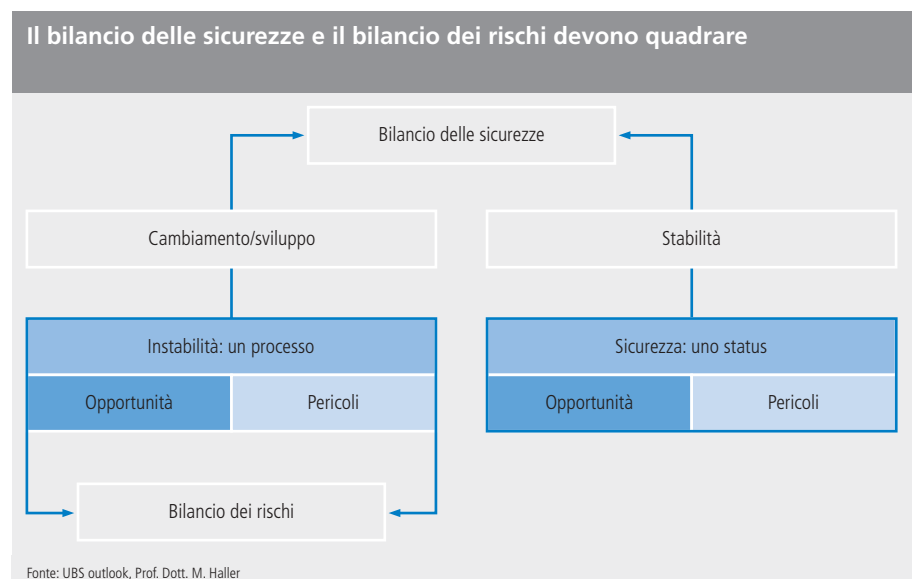 Il bilancio delle sicurezze e il bilancio dei rischi devono quadrare
Bilancio delle sicurezze
Cambiamento/sviluppo
Stabilità
Instabilità: un processo
Sicurezza: uno status
Opportunità
Pericoli
Opportunità
Pericoli
Bilancio dei rischi
Fonte: UBS outlook, Prof. Dott. M. Haller